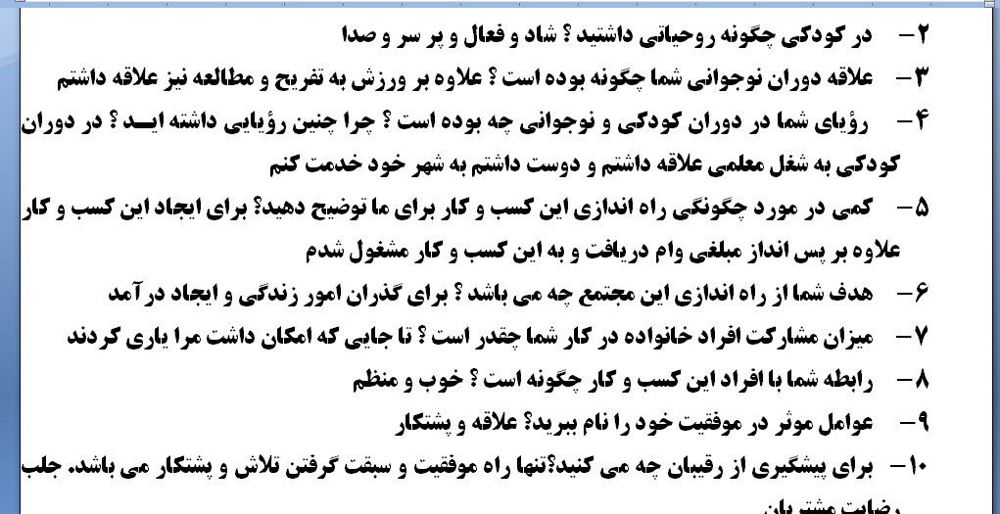 ۲- در کودکی چگونه روحیاتی داشتید ؟ شاد و فعال و پر سر و صدا
۳- علاقه دوران نوجوانی شما چگونه بوده است ؟ علاوه بر ورزش به تفریح و مطالعه نیز علاقه داشتم
۴- رؤیای شما در دوران کودکی و نوجوانی چه بوده است ؟ چرا چنین رؤیایی داشته ایــد ؟ در دوران
کودکی به شغل معلمی علاقه داشتم و دوست داشتم به شهر خود خدمت کنم
۵- کمی در مورد چگونگی راه اندازی این کسب و کار برای ما توضیح دهید؟ برای ایجاد این کسب و کار
علاوه بر پس انداز مبلغی وام دریافت و به این کسب و کار مشغول شدم
۶- هدف شما از راه اندازی این مجتمع چه می باشد ؟ برای گذران امور زندگی و ایجاد درآمد
۷- میزان مشارکت افراد خانواده در کار شما چقدر است ؟ تا جایی که امکان داشت مرا یاری کردند
۸- رابطه شما با افراد این کسب و کار چگونه است ؟ خوب و منظم
۹- عوامل موثر در موفقیت خود را نام ببرید؟ علاقه و پشتکار
۱۰- برای پیشگیری از رقیبان چه می کنید؟تنها راه موفقیت و سبقت گرفتن تلاش و پشتکار می باشد. جلب
رضایت مشتریان